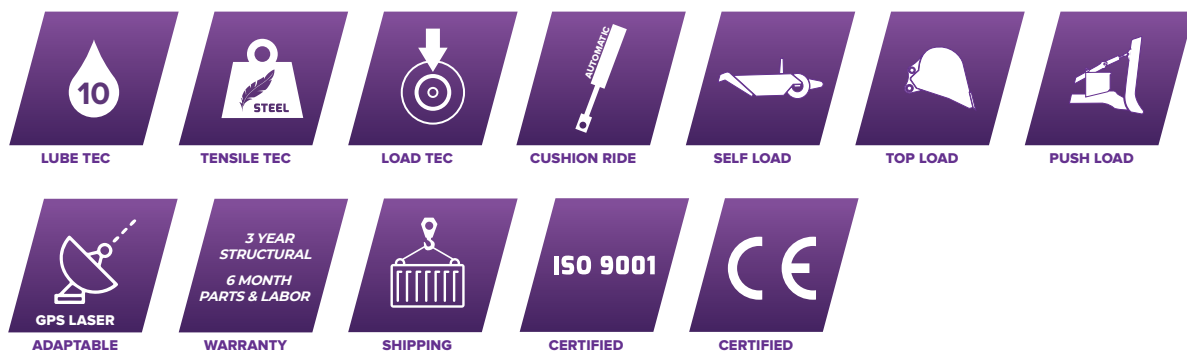 10
STEEL
AUTOMATIC
LUBE TEC
TENSILE TEC
LOAD TEC
CUSHION RIDE
SELF LOAD
TOP LOAD
PUSH LOAD
GPS LASER
3 YEAR
STRUCTURAL
6 MONTH
PARTS & LABOR
ISO 9001
CE
ADAPTABLE
WARRANTY
SHIPPING
CERTIFIED
CERTIFIED